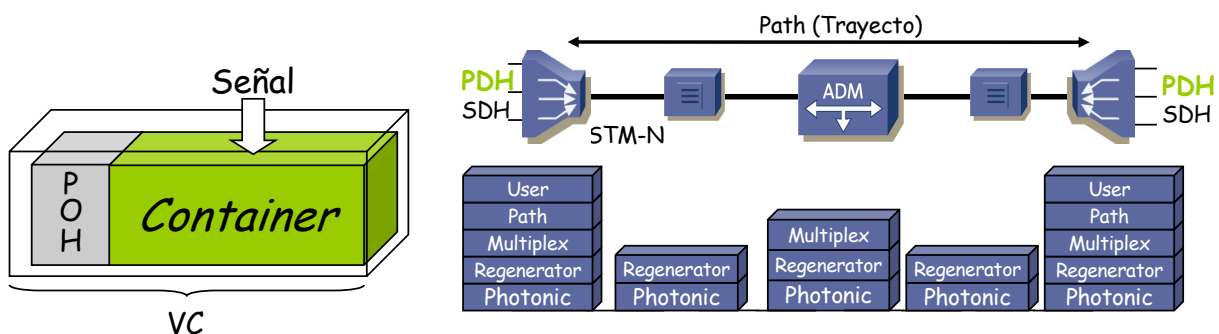 Señal
POH
Container
VC
Path (Trayecto)
PDH
SDH
STM-N
ADM
PDH
SDH
User
Path
Multiplex
Regenerator
Photonic
Regenerator
Photonic
Multiplex
Regenerator
Photonic
Regenerator
Photonic
User
Path
Multiplex
Regenerator
Photonic